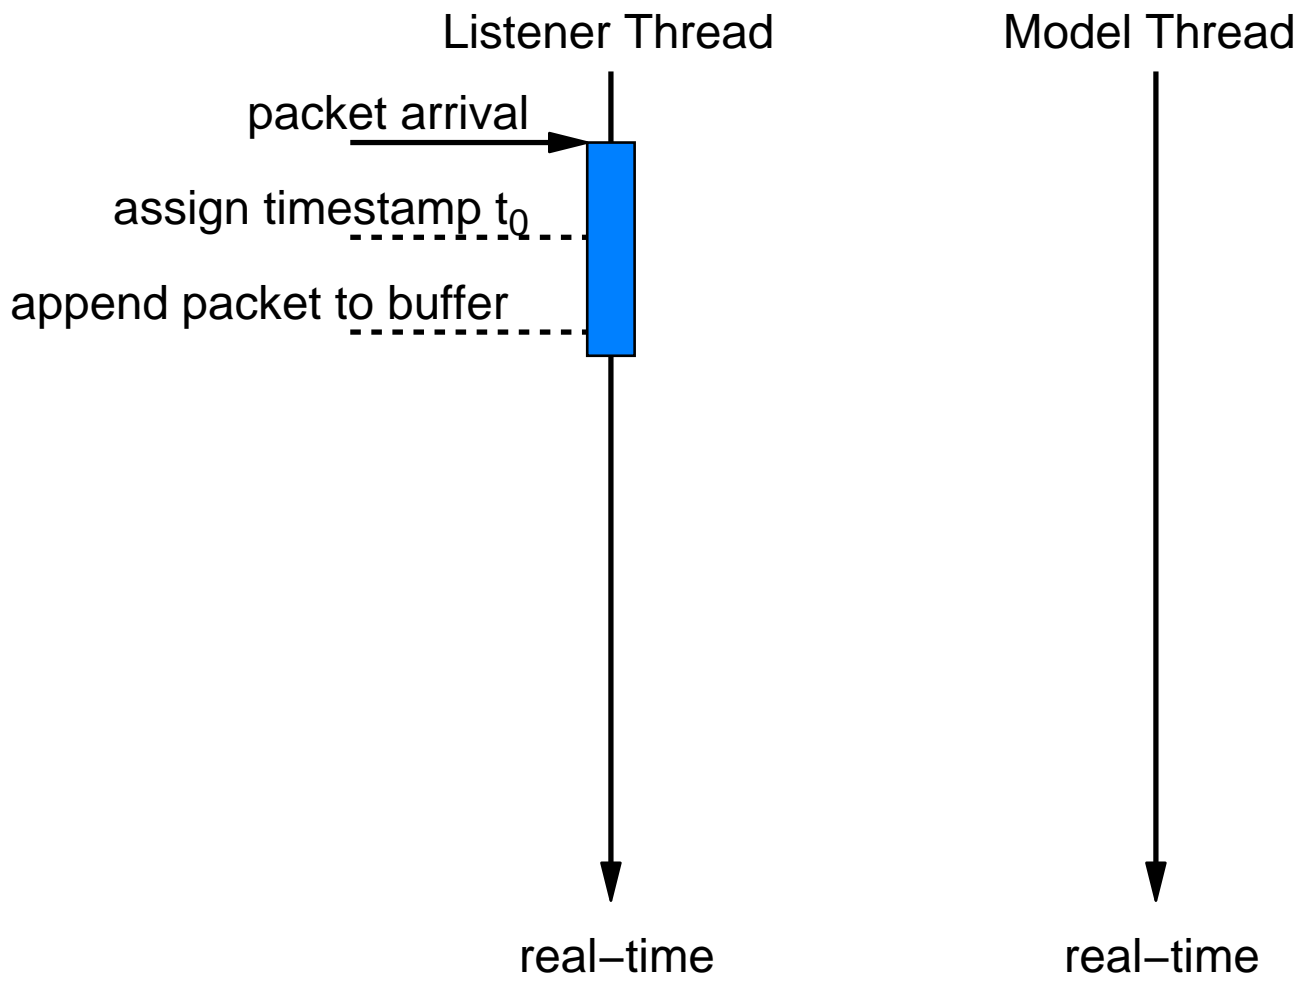 Listener Thread
Model Thread
packet arrival
assign timestamp t0
append packet to buffer
real−time
real−time